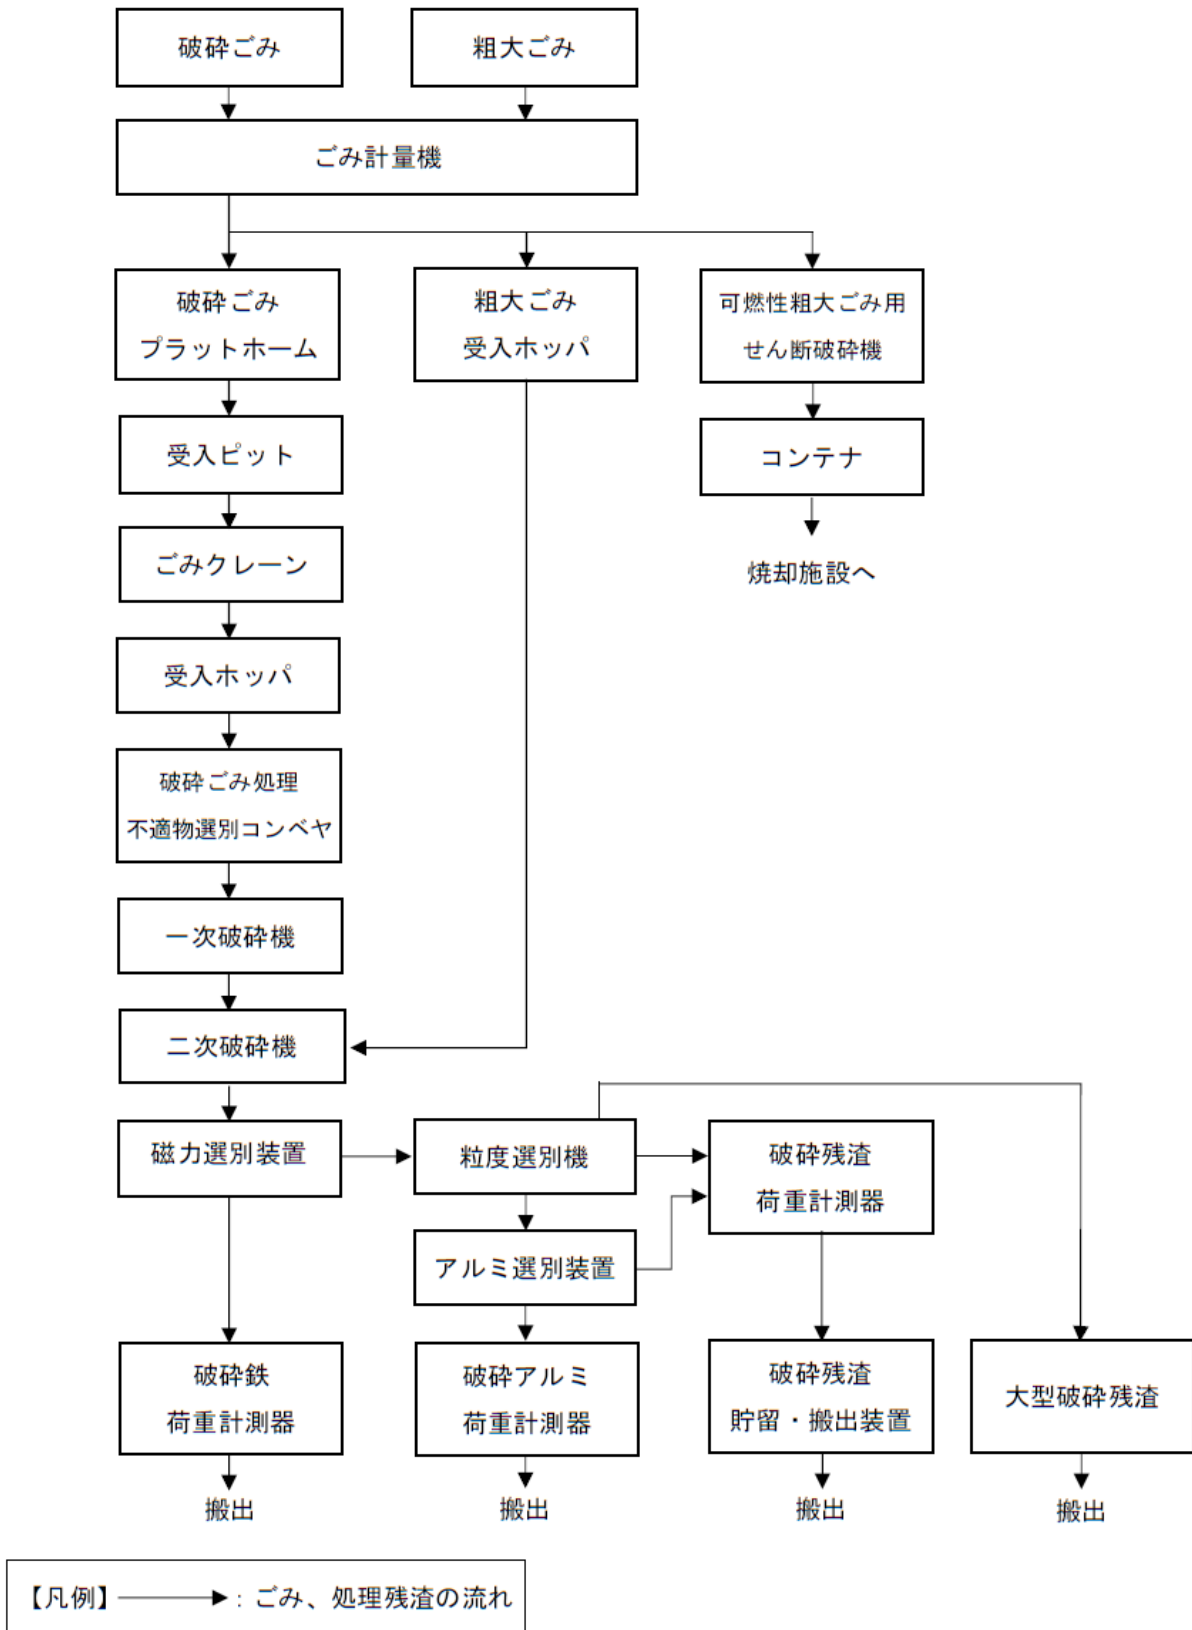 破砕ごみ
粗大ごみ
ごみ計量機
破砕ごみ
プラットホーム
粗大ごみ
受入ホッパ
可燃性粗大ごみ用
せん断破砕機
受入ピット
コンテナ
ごみクレーン
焼却施設へ
受入ホッパ
破砕ごみ処理
不適物選別コンベヤ
一次破砕機
二次破砕機
磁力選別装置
粒度選別機
破砕残渣
荷重計測器
アルミ選別装置
破砕鉄
荷重計測器
破砕アルミ
荷重計測器
破砕残渣
貯留・搬出装置
大型破砕残渣
搬出
搬出
搬出
搬出
【凡例】 : ごみ、処理残渣の流れ